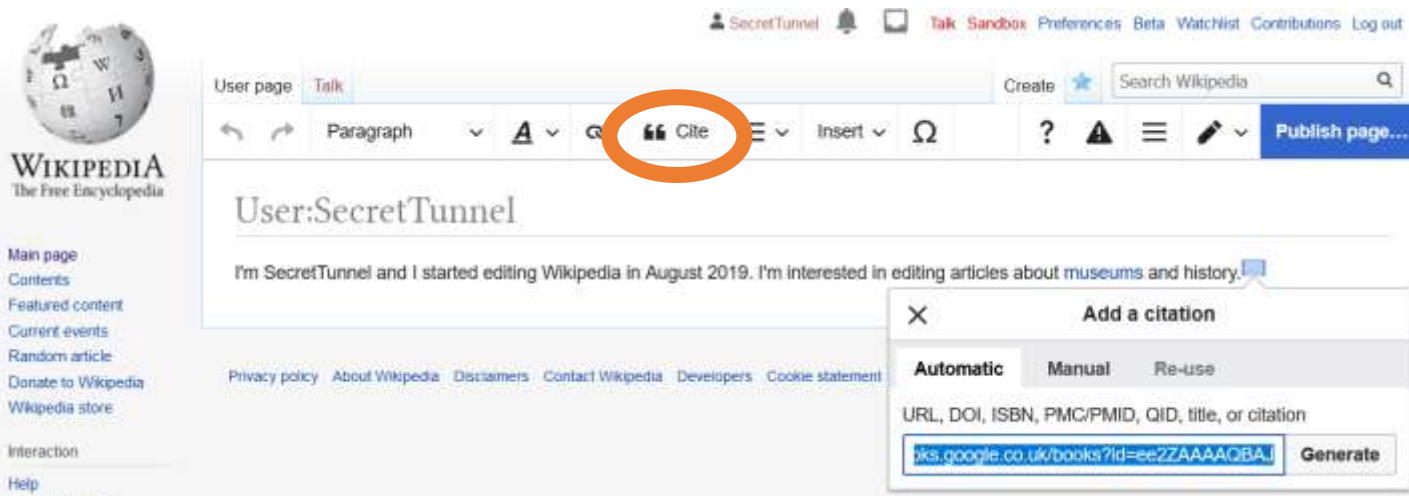 SecretTunnel Talk Sandbox Preferences Beta Watchlist Contributions Log out
User page Talk Create Search Wikipedia
Paragraph A Cite Insert Ω ? Publish page...
WIKIPEDIA
The Free Encyclopedia
User:SecretTunnel
I'm SecretTunnel and I started editing Wikipedia in August 2019. I'm interested in editing articles about museums and history.
Main page
Contents
Featured content
Current events
Random article
Donate to Wikipedia
Wikipedia store
Interaction
Help
Privacy policy About Wikipedia Disclaimers Contact Wikipedia Developers Cookie statement
Add a citation
Automatic Manual Re-use
URL, DOI, ISBN, PMC/PMID, QID, title, or citation
oks.google.co.uk/books?id=ee2ZAAAAQBAJ Generate